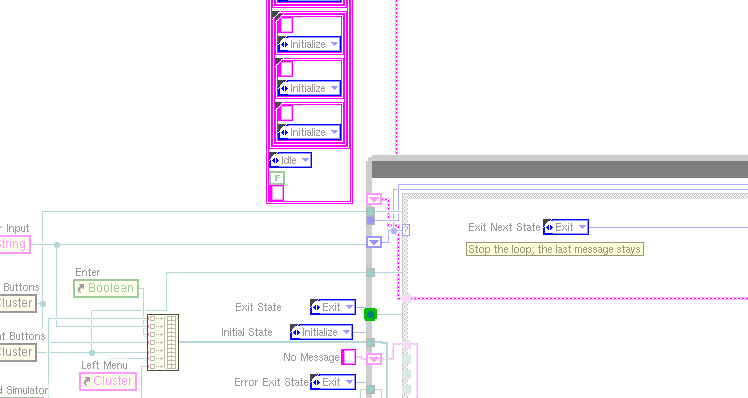 Initialize
Initialize
Initialize
Idle
F
Input
String
Exit Next State
Exit
Stop the loop; the last message stays
Enter
Boolean
Buttons
Cluster
Exit State
Exit
Initial State
Initialize
Buttons
Cluster
No Message
Left Menu
Cluster
Error Exit State
Exit
Simulator